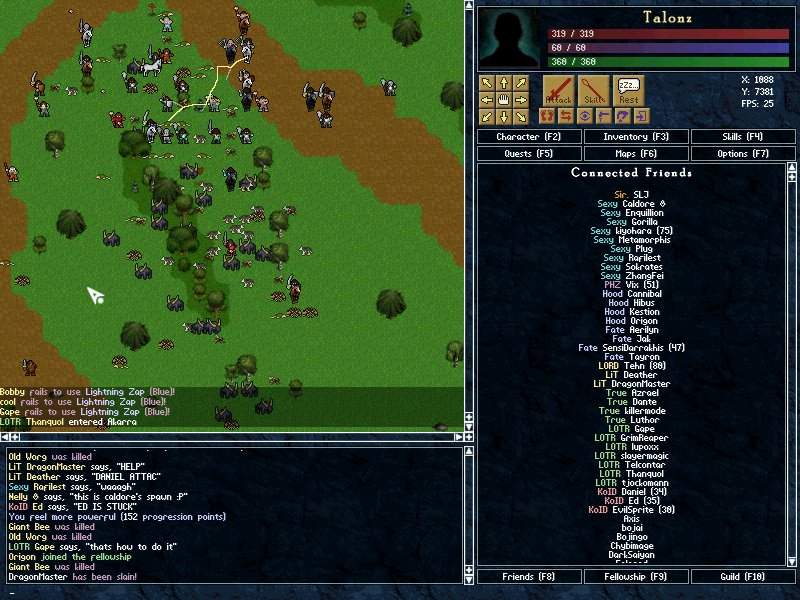 Talonz
319 / 319
60 / 60
360 / 360
Attack
Skills
zZz...
Rest
X: 1088
Y: 7381
FPS: 25
Character (F2)
Inventory (F3)
Skills (F4)
Quests (F5)
Maps (F6)
Options (F7)
Connected Friends
Sir. SLJ
Sexy Caldore
Sexy Enquillion
Sexy Gorilla
Sexy kiyohara (75)
Sexy Metamorphis
Sexy Plug
Sexy Rafilest
Sexy Sokrates
Sexy ZhangFei
PHZ Vix (51)
Hood Cannibal
Hood Hibus
Hood Kestion
Hood Origon
Fate Aerilyn
Fate Jak
Fate SensiDarrakhis (47)
Fate Tayron
LORD Tehn (80)
LiT Deather
LiT DragonMaster
True Azrael
True Dante
True killermode
True Luthor
LOTR Gape
LOTR GrimReaper
LOTR lupoxx
LOTR slayermagic
LOTR Telcontar
LOTR Thanquol
LOTR tjockomann
KoID Daniel (34)
KoID Ed (35)
KoID EvilSprite (30)
Axis
bojai
Bojingo
Chybimage
DarkSaiyan
Friends (F8)
Fellowship (F9)
Guild (F10)
Bobby fails to use Lightning Zap (Blue)!
cool fails to use Lightning Zap (Blue)!
Gape fails to use Lightning Zap (Blue)!
LOTR Thanquol entered Akarra
Old Worg was killed
LiT DragonMaster says, "HELP"
LiT Deather says, "DANIEL ATTAC"
Sexy Rafilest says, "waaagh"
Nelly says, "this is caldore's spawn :P"
KoID Ed says, "ED IS STUCK"
You feel more powerful (152 progression points)
Giant Bee was killed
Old Worg was killed
LOTR Gape says, "thats how to do it"
Origon joined the fellowship
Giant Bee was killed
DragonMaster has been slain!